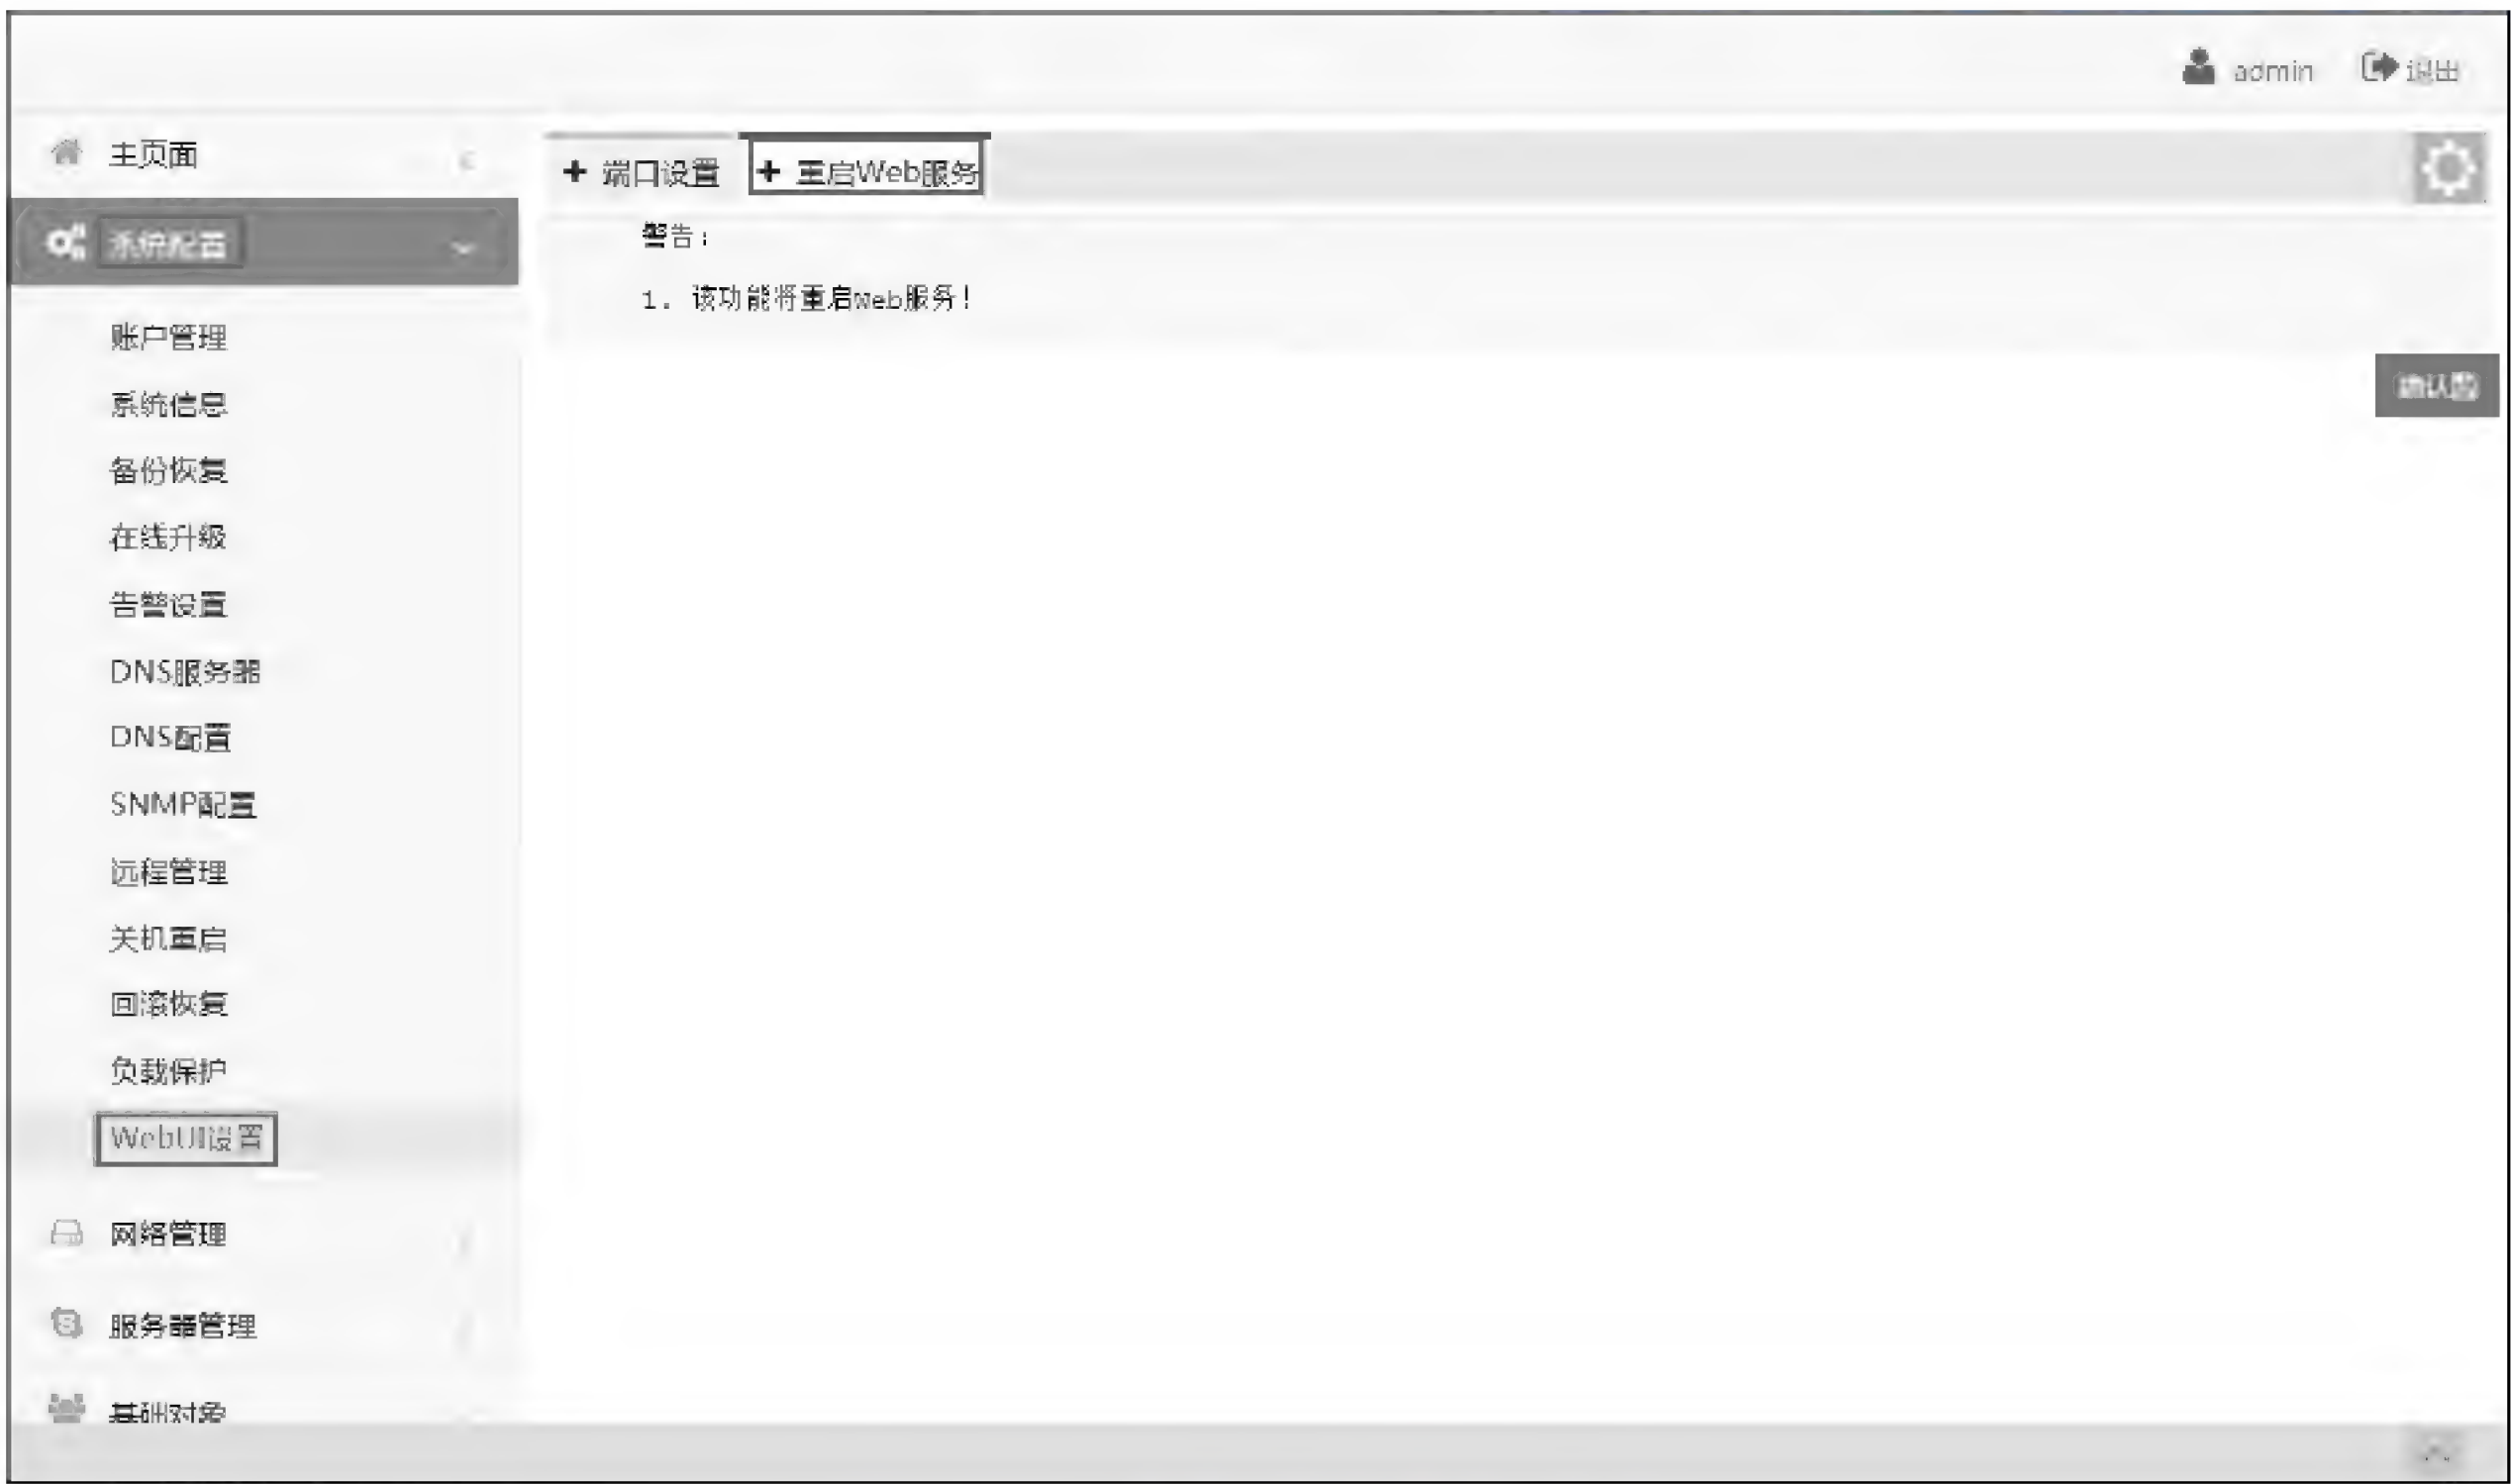 admin 退出
主页面
+ 端口设置 + 重启Web服务
系统配置
警告：
1. 该功能将重启Web服务！
确认
账户管理
系统信息
备份恢复
在线升级
告警设置
DNS服务器
DNS配置
SNMP配置
远程管理
关机重启
回滚恢复
负载保护
WebUI设置
网络管理
服务器管理
基础对象